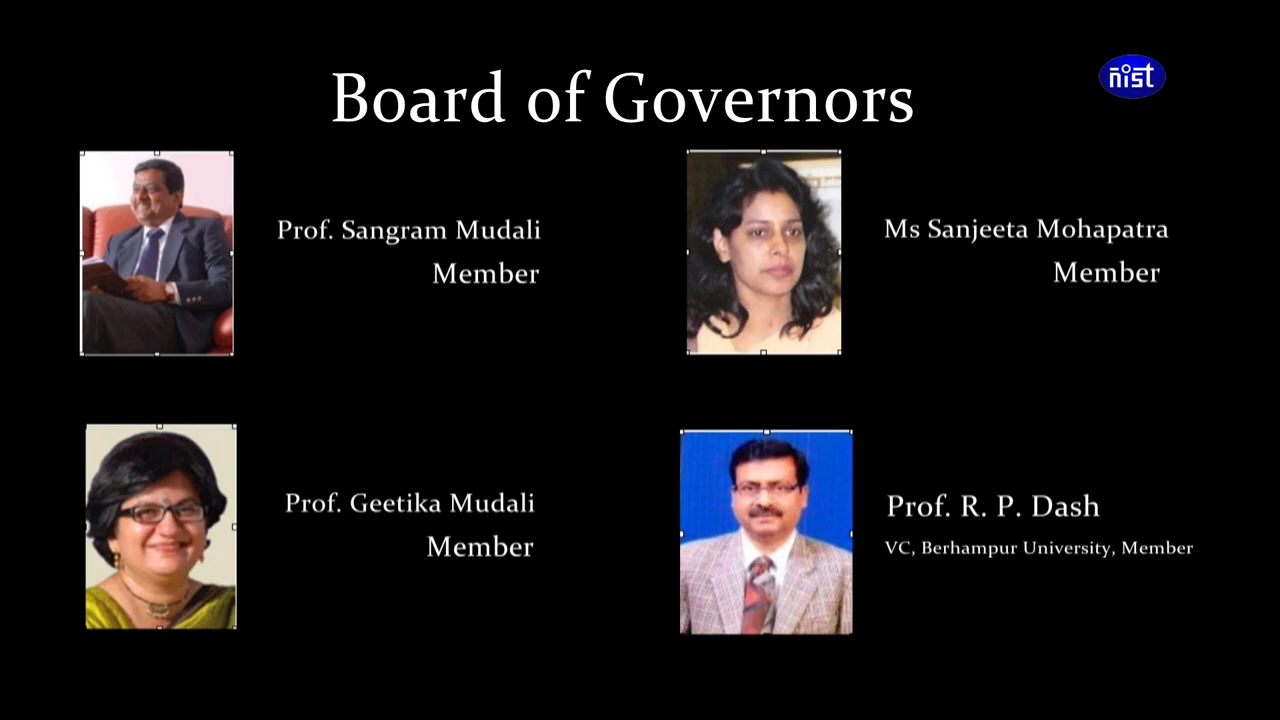 Board of Governors
nist
Prof. Sangram Mudali
Member
Ms Sanjeeta Mohapatra
Member
Prof. Geetika Mudali
Member
Prof. R. P. Dash
VC, Berhampur University, Member